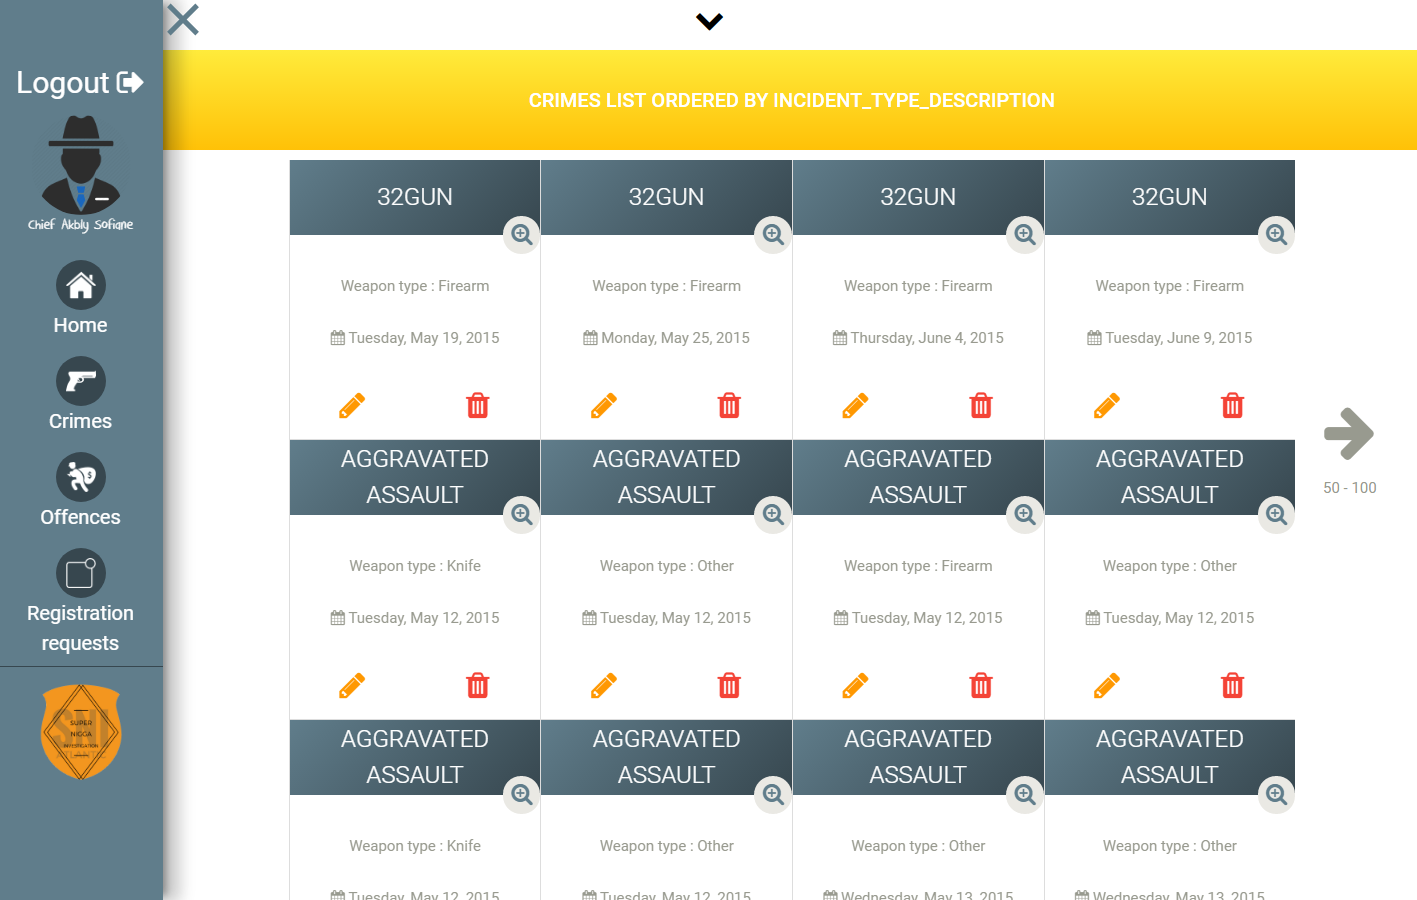 Logout
Chief Akbly Sofiane
Home
Crimes
Offences
Registration
requests
SNI
SUPER
NIGGA
INVESTIGATION
CRIMES LIST ORDERED BY INCIDENT_TYPE_DESCRIPTION
32GUN
32GUN
32GUN
32GUN
Weapon type : Firearm
Weapon type : Firearm
Weapon type : Firearm
Weapon type : Firearm
Tuesday, May 19, 2015
Monday, May 25, 2015
Thursday, June 4, 2015
Tuesday, June 9, 2015
AGGRAVATED
ASSAULT
AGGRAVATED
ASSAULT
AGGRAVATED
ASSAULT
AGGRAVATED
ASSAULT
Weapon type : Knife
Weapon type : Other
Weapon type : Firearm
Weapon type : Other
Tuesday, May 12, 2015
Tuesday, May 12, 2015
Tuesday, May 12, 2015
Tuesday, May 12, 2015
AGGRAVATED
ASSAULT
AGGRAVATED
ASSAULT
AGGRAVATED
ASSAULT
AGGRAVATED
ASSAULT
Weapon type : Knife
Weapon type : Other
Weapon type : Other
Weapon type : Other
Tuesday, May 12, 2015
Tuesday, May 12, 2015
Wednesday, May 13, 2015
Wednesday, May 13, 2015
50 - 100